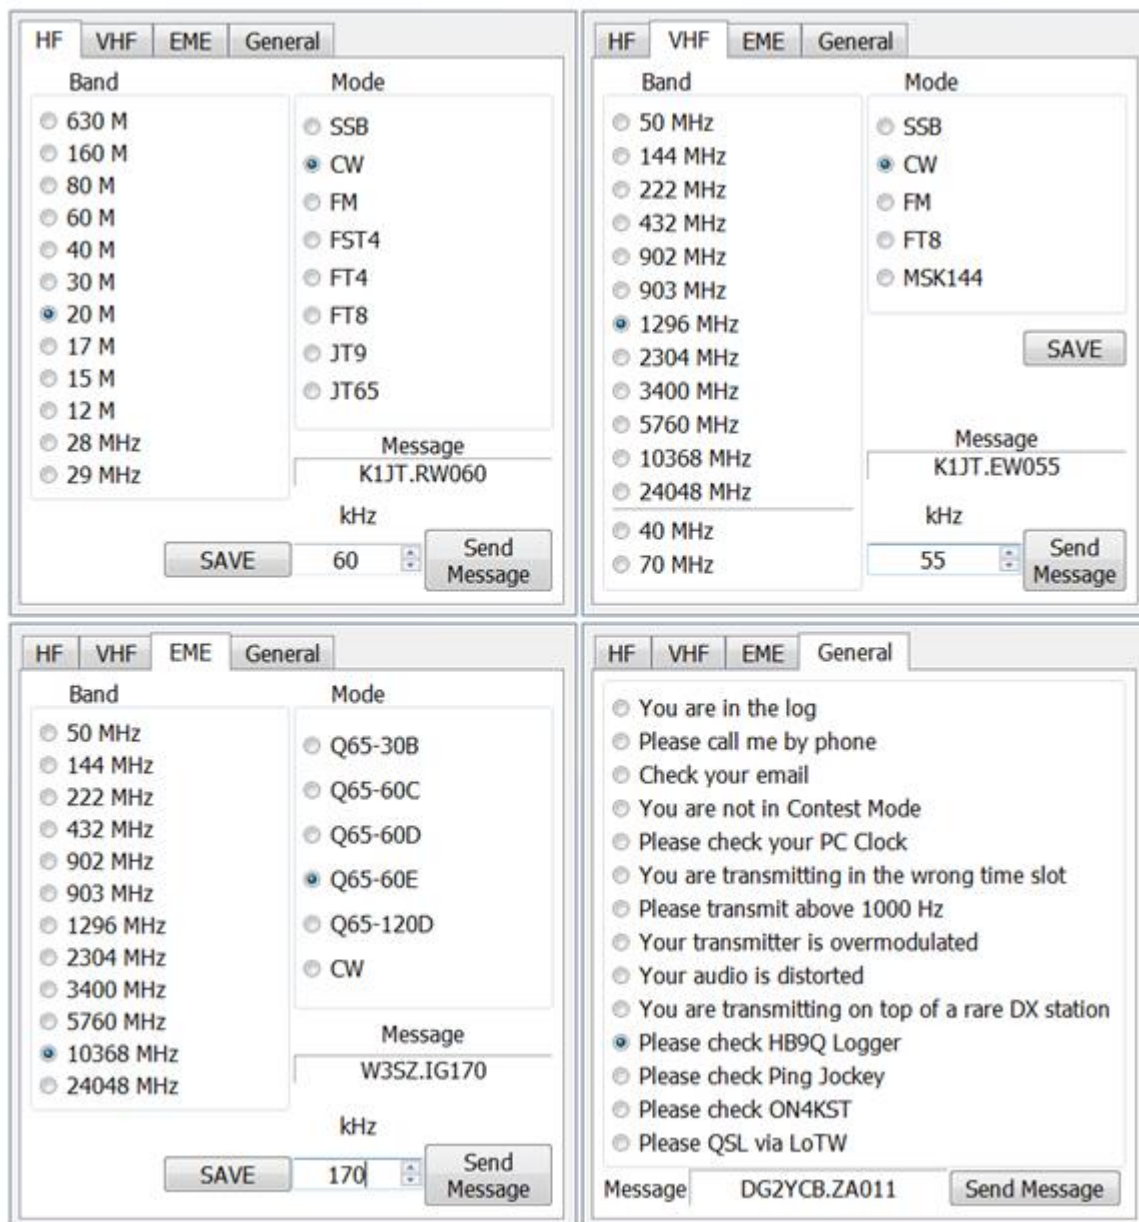 HF VHF EME General
Band Mode
630 M
160 M
80 M
60 M
40 M
30 M
20 M
17 M
15 M
12 M
28 MHz
29 MHz
SSB
CW
FM
FST4
FT4
FT8
JT9
JT65
Message
K1JT.RW060
kHz
SAVE 60 Send
Message
HF VHF EME General
Band Mode
50 MHz
144 MHz
222 MHz
432 MHz
902 MHz
903 MHz
1296 MHz
2304 MHz
3400 MHz
5760 MHz
10368 MHz
24048 MHz
40 MHz
70 MHz
SSB
CW
FM
FT8
MSK144
SAVE
Message
K1JT.EW055
kHz
55 Send
Message
HF VHF EME General
Band Mode
50 MHz
144 MHz
222 MHz
432 MHz
902 MHz
903 MHz
1296 MHz
2304 MHz
3400 MHz
5760 MHz
10368 MHz
24048 MHz
Q65-30B
Q65-60C
Q65-60D
Q65-60E
Q65-120D
CW
Message
W3SZ.IG170
kHz
SAVE 170 Send
Message
HF VHF EME General
You are in the log
Please call me by phone
Check your email
You are not in Contest Mode
Please check your PC Clock
You are transmitting in the wrong time slot
Please transmit above 1000 Hz
Your transmitter is overmodulated
Your audio is distorted
You are transmitting on top of a rare DX station
Please check HB9Q Logger
Please check Ping Jockey
Please check ON4KST
Please QSL via LoTW
Message DG2YCB.ZA011 Send Message